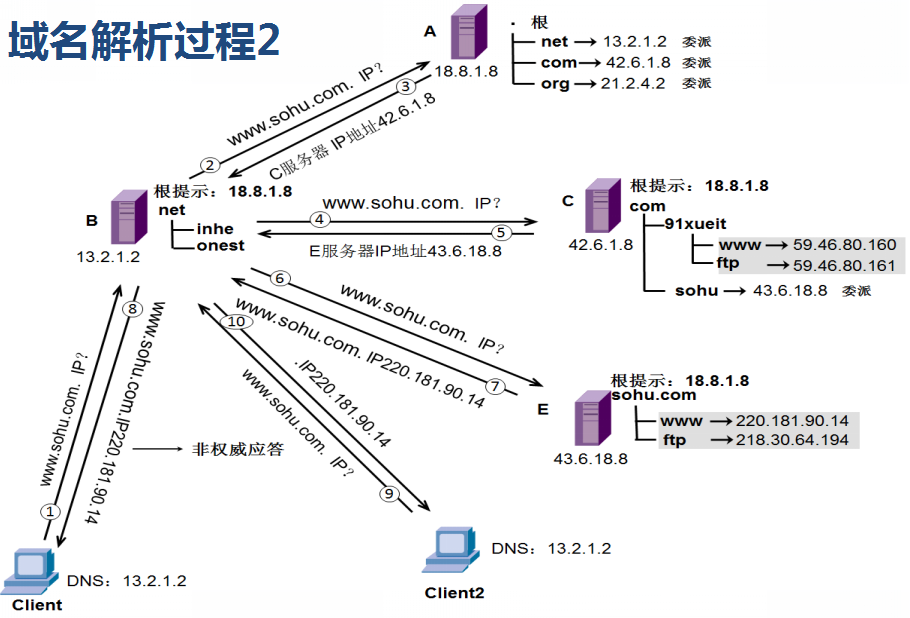 域名解析过程2
A
18.8.1.8
. 根
net 13.2.1.2 委派
com 42.6.1.8 委派
org 21.2.4.2 委派
www.sohu.com. IP?
②
③
C服务器 IP地址42.6.1.8
B
13.2.1.2
根提示：18.8.1.8
net
inhe
onest
www.sohu.com. IP?
④
⑤
E服务器IP地址43.6.18.8
C
42.6.1.8
根提示：18.8.1.8
com
91xueit
www 59.46.80.160
ftp 59.46.80.161
sohu 43.6.18.8 委派
⑥
www.sohu.com. IP?
www.sohu.com. IP220.181.90.14
⑦
E
43.6.18.8
根提示：18.8.1.8
sohu.com
www 220.181.90.14
ftp 218.30.64.194
①
www.sohu.com. IP?
⑧
www.sohu.com.IP220.181.90.14
非权威应答
⑩
.IP220.181.90.14
www.sohu.com. IP?
⑨
DNS：13.2.1.2
Client
DNS：13.2.1.2
Client2